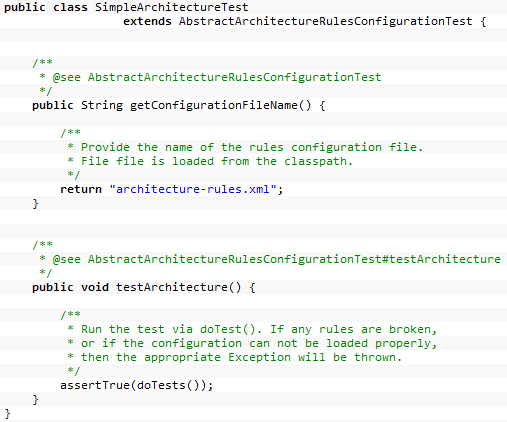 public class SimpleArchitectureTest
                 extends AbstractArchitectureRulesConfigurationTest {
    /**
     * @see AbstractArchitectureRulesConfigurationTest
     */
    public String getConfigurationFileName() {
        /**
         * Provide the name of the rules configuration file.
         * File file is loaded from the classpath.
         */
        return "architecture-rules.xml";
    }
    /**
     * @see AbstractArchitectureRulesConfigurationTest#testArchitecture
     */
    public void testArchitecture() {
        /**
         * Run the test via doTest(). If any rules are broken,
         * or if the configuration can not be loaded properly,
         * then the appropriate Exception will be thrown.
         */
        assertTrue(doTests());
    }
}